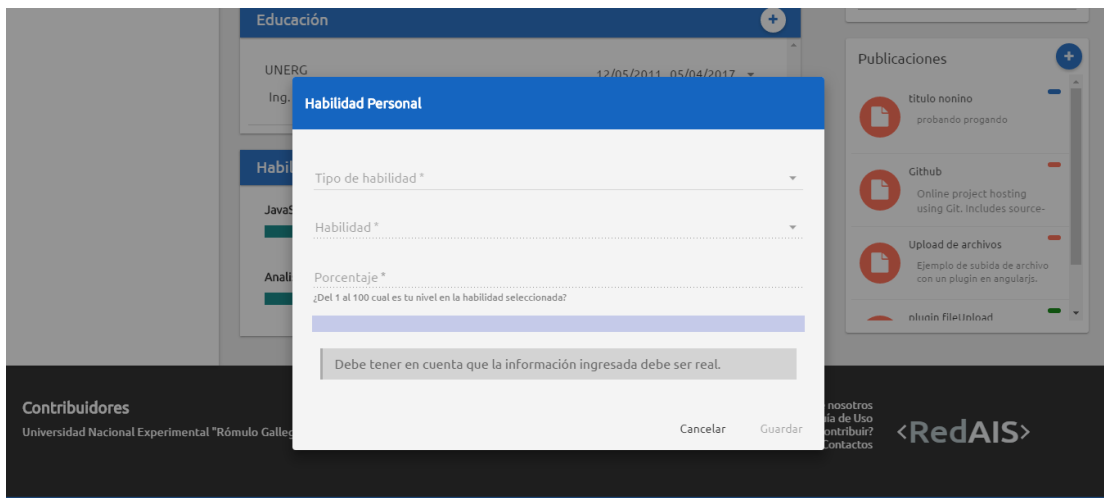 Educación
UNERG
12/05/2011 05/04/2017
Ing.
Habilidad Personal
Tipo de habilidad *
Habilidad *
Porcentaje *
¿Del 1 al 100 cual es tu nivel en la habilidad seleccionada?
Debe tener en cuenta que la información ingresada debe ser real.
Cancelar Guardar
Habil
JavaS
Anali
Publicaciones
titulo nonino
probando progando
Github
Online project hosting
using Git. Includes source-
Upload de archivos
Ejemplo de subida de archivo
con un plugin en angularjs.
plugin fileUpload
Contribuidores
Universidad Nacional Experimental "Rómulo Galleg
nosotros
ía de Uso
ontribuir?
Contactos
<RedAIS>